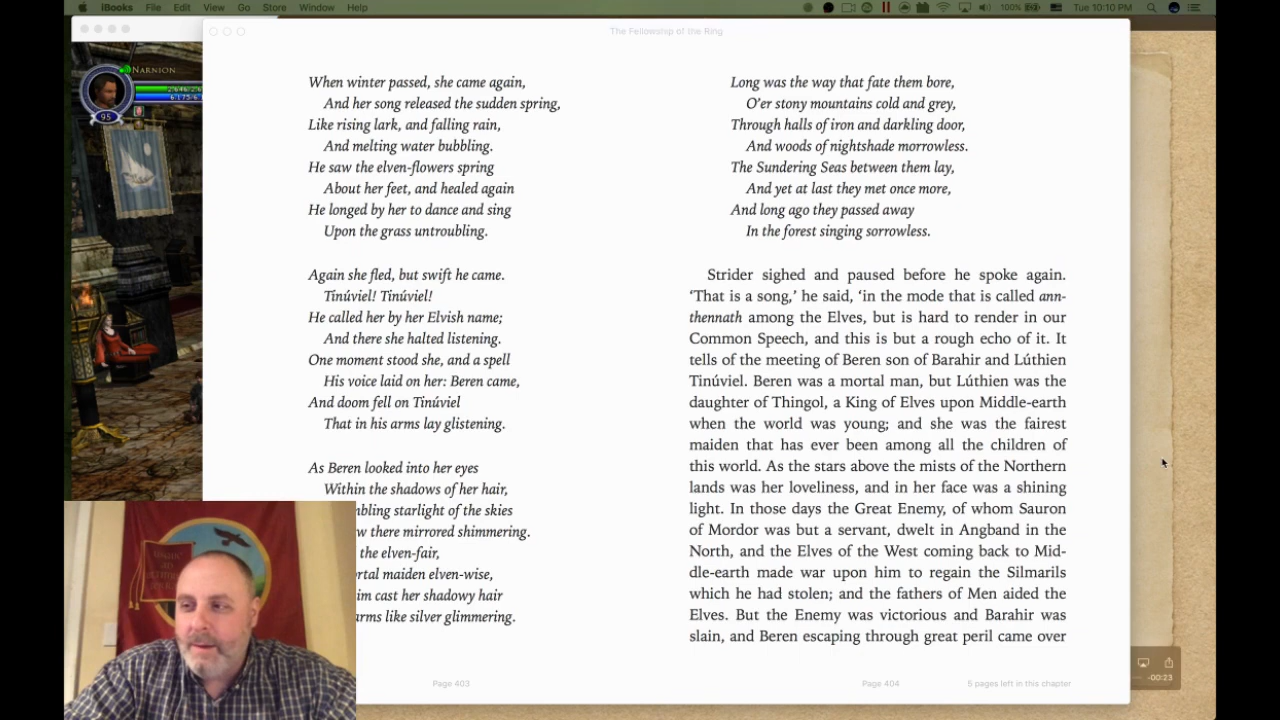 iBooks File Edit View Go Store Window Help
100% Tue 10:10 PM
The Fellowship of the Ring
NARNION
95
When winter passed, she came again,
And her song released the sudden spring,
Like rising lark, and falling rain,
And melting water bubbling.
He saw the elven-flowers spring
About her feet, and healed again
He longed by her to dance and sing
Upon the grass untroubling.
Again she fled, but swift he came.
Tinúviel! Tinúviel!
He called her by her Elvish name;
And there she halted listening.
One moment stood she, and a spell
His voice laid on her: Beren came,
And doom fell on Tinúviel
That in his arms lay glistening.
As Beren looked into her eyes
Within the shadows of her hair,
mbling starlight of the skies
w there mirrored shimmering.
the elven-fair,
ortal maiden elven-wise,
im cast her shadowy hair
arms like silver glimmering.
Page 403
Long was the way that fate them bore,
O’er stony mountains cold and grey,
Through halls of iron and darkling door,
And woods of nightshade morrowless.
The Sundering Seas between them lay,
And yet at last they met once more,
And long ago they passed away
In the forest singing sorrowless.
Strider sighed and paused before he spoke again.
‘That is a song,’ he said, ‘in the mode that is called ann-
thennath among the Elves, but is hard to render in our
Common Speech, and this is but a rough echo of it. It
tells of the meeting of Beren son of Barahir and Lúthien
Tinúviel. Beren was a mortal man, but Lúthien was the
daughter of Thingol, a King of Elves upon Middle-earth
when the world was young; and she was the fairest
maiden that has ever been among all the children of
this world. As the stars above the mists of the Northern
lands was her loveliness, and in her face was a shining
light. In those days the Great Enemy, of whom Sauron
of Mordor was but a servant, dwelt in Angband in the
North, and the Elves of the West coming back to Mid-
dle-earth made war upon him to regain the Silmarils
which he had stolen; and the fathers of Men aided the
Elves. But the Enemy was victorious and Barahir was
slain, and Beren escaping through great peril came over
Page 404
5 pages left in this chapter
-00:23